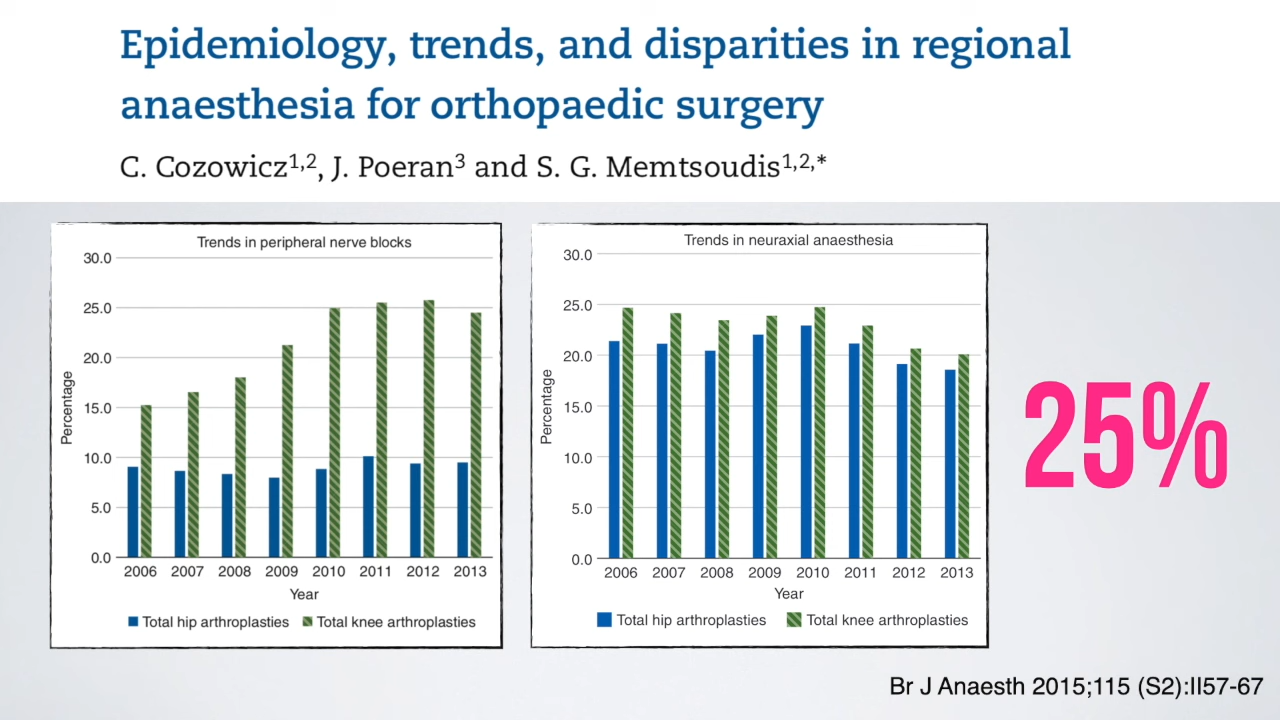 Epidemiology, trends, and disparities in regional
anaesthesia for orthopaedic surgery
C. Cozowicz1,2, J. Poeran3 and S. G. Memtsoudis1,2,*
Trends in peripheral nerve blocks
30.0
25.0
20.0
15.0
10.0
5.0
0.0
Percentage
2006 2007 2008 2009 2010 2011 2012 2013
Year
Total hip arthroplasties Total knee arthroplasties
Trends in neuraxial anaesthesia
30.0
25.0
20.0
15.0
10.0
5.0
0.0
Percentage
2006 2007 2008 2009 2010 2011 2012 2013
Year
Total hip arthroplasties Total knee arthroplasties
25%
Br J Anaesth 2015;115 (S2):II57-67